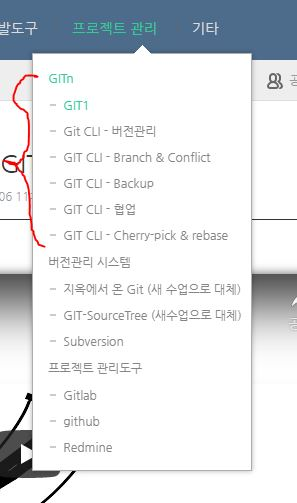 발도구 프로젝트 관리 기타
GITn
GIT1
Git CLI - 버전관리
GIT CLI - Branch & Conflict
GIT CLI - Backup
GIT CLI - 협업
GIT CLI - Cherry-pick & rebase
버전관리 시스템
지옥에서 온 Git (새 수업으로 대체)
GIT-SourceTree (새수업으로 대체)
Subversion
프로젝트 관리도구
Gitlab
github
Redmine
공
GIT
06 11
공